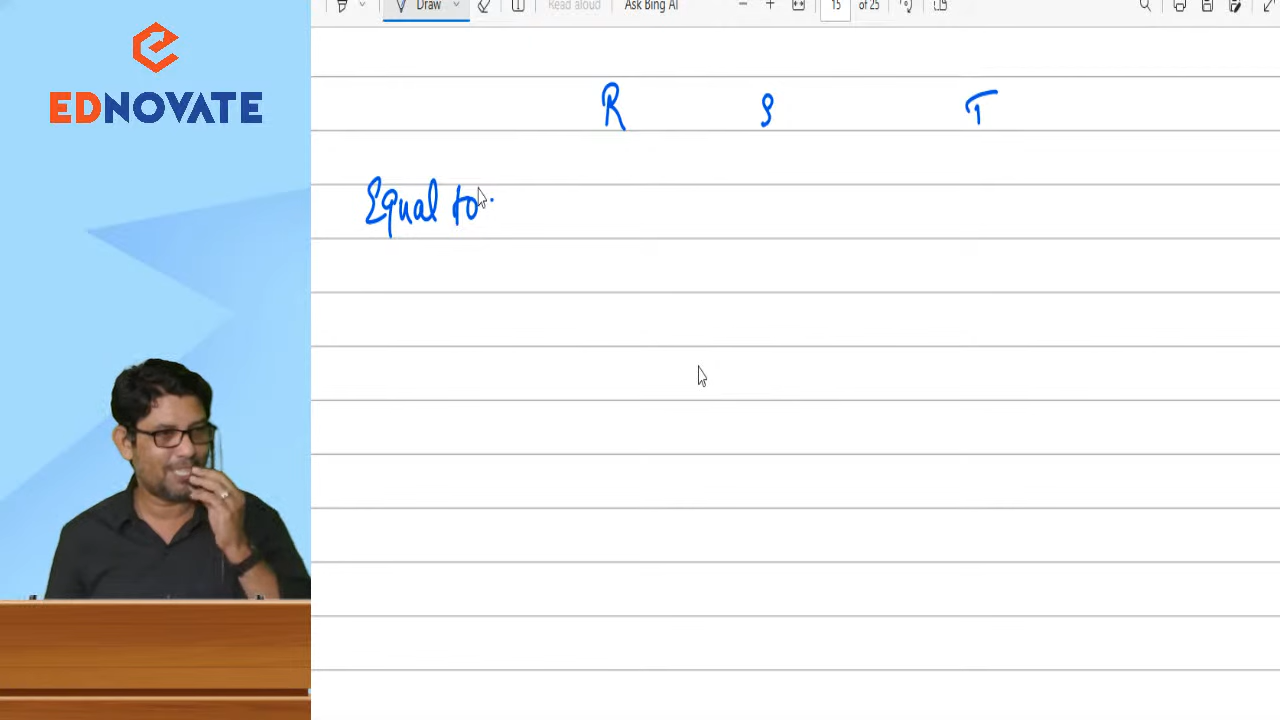 Draw
Read aloud
Ask Bing AI
15 of 25
EDNOVATE
R S T
Equal to